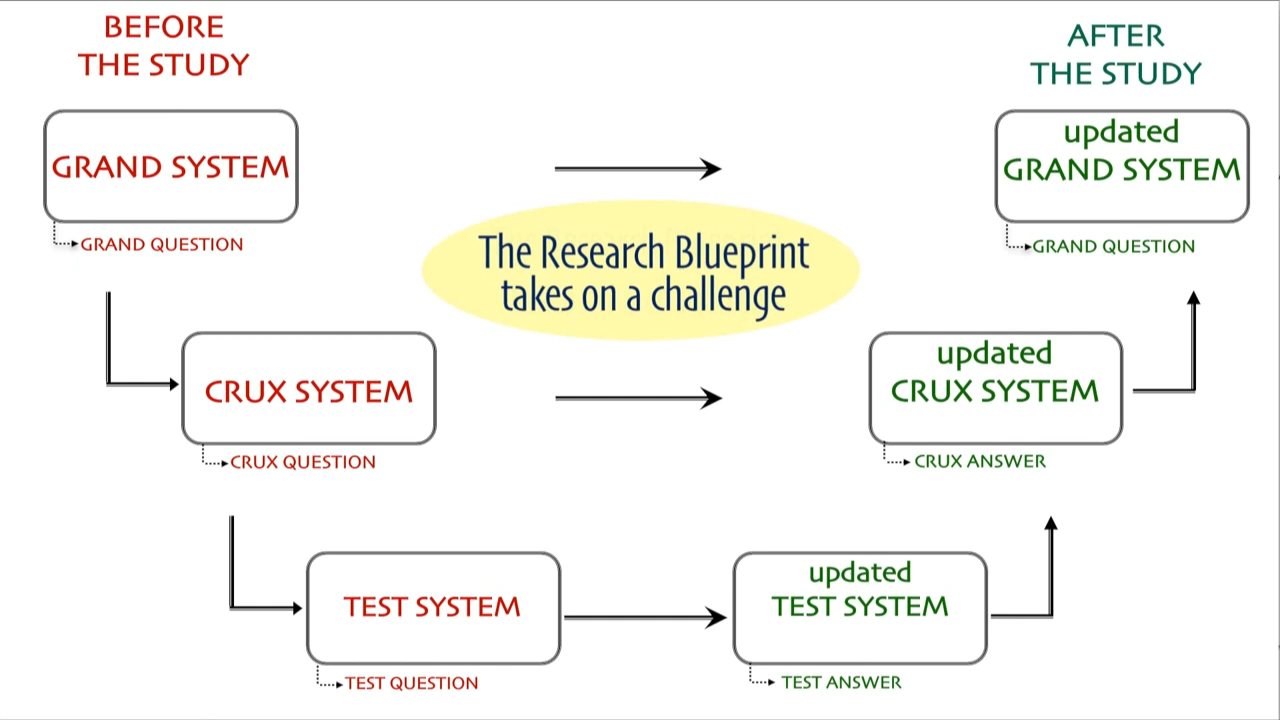 BEFORE
THE STUDY
AFTER
THE STUDY
GRAND SYSTEM
updated
GRAND SYSTEM
GRAND QUESTION
GRAND QUESTION
The Research Blueprint
takes on a challenge
CRUX SYSTEM
updated
CRUX SYSTEM
CRUX QUESTION
CRUX ANSWER
TEST SYSTEM
updated
TEST SYSTEM
TEST QUESTION
TEST ANSWER